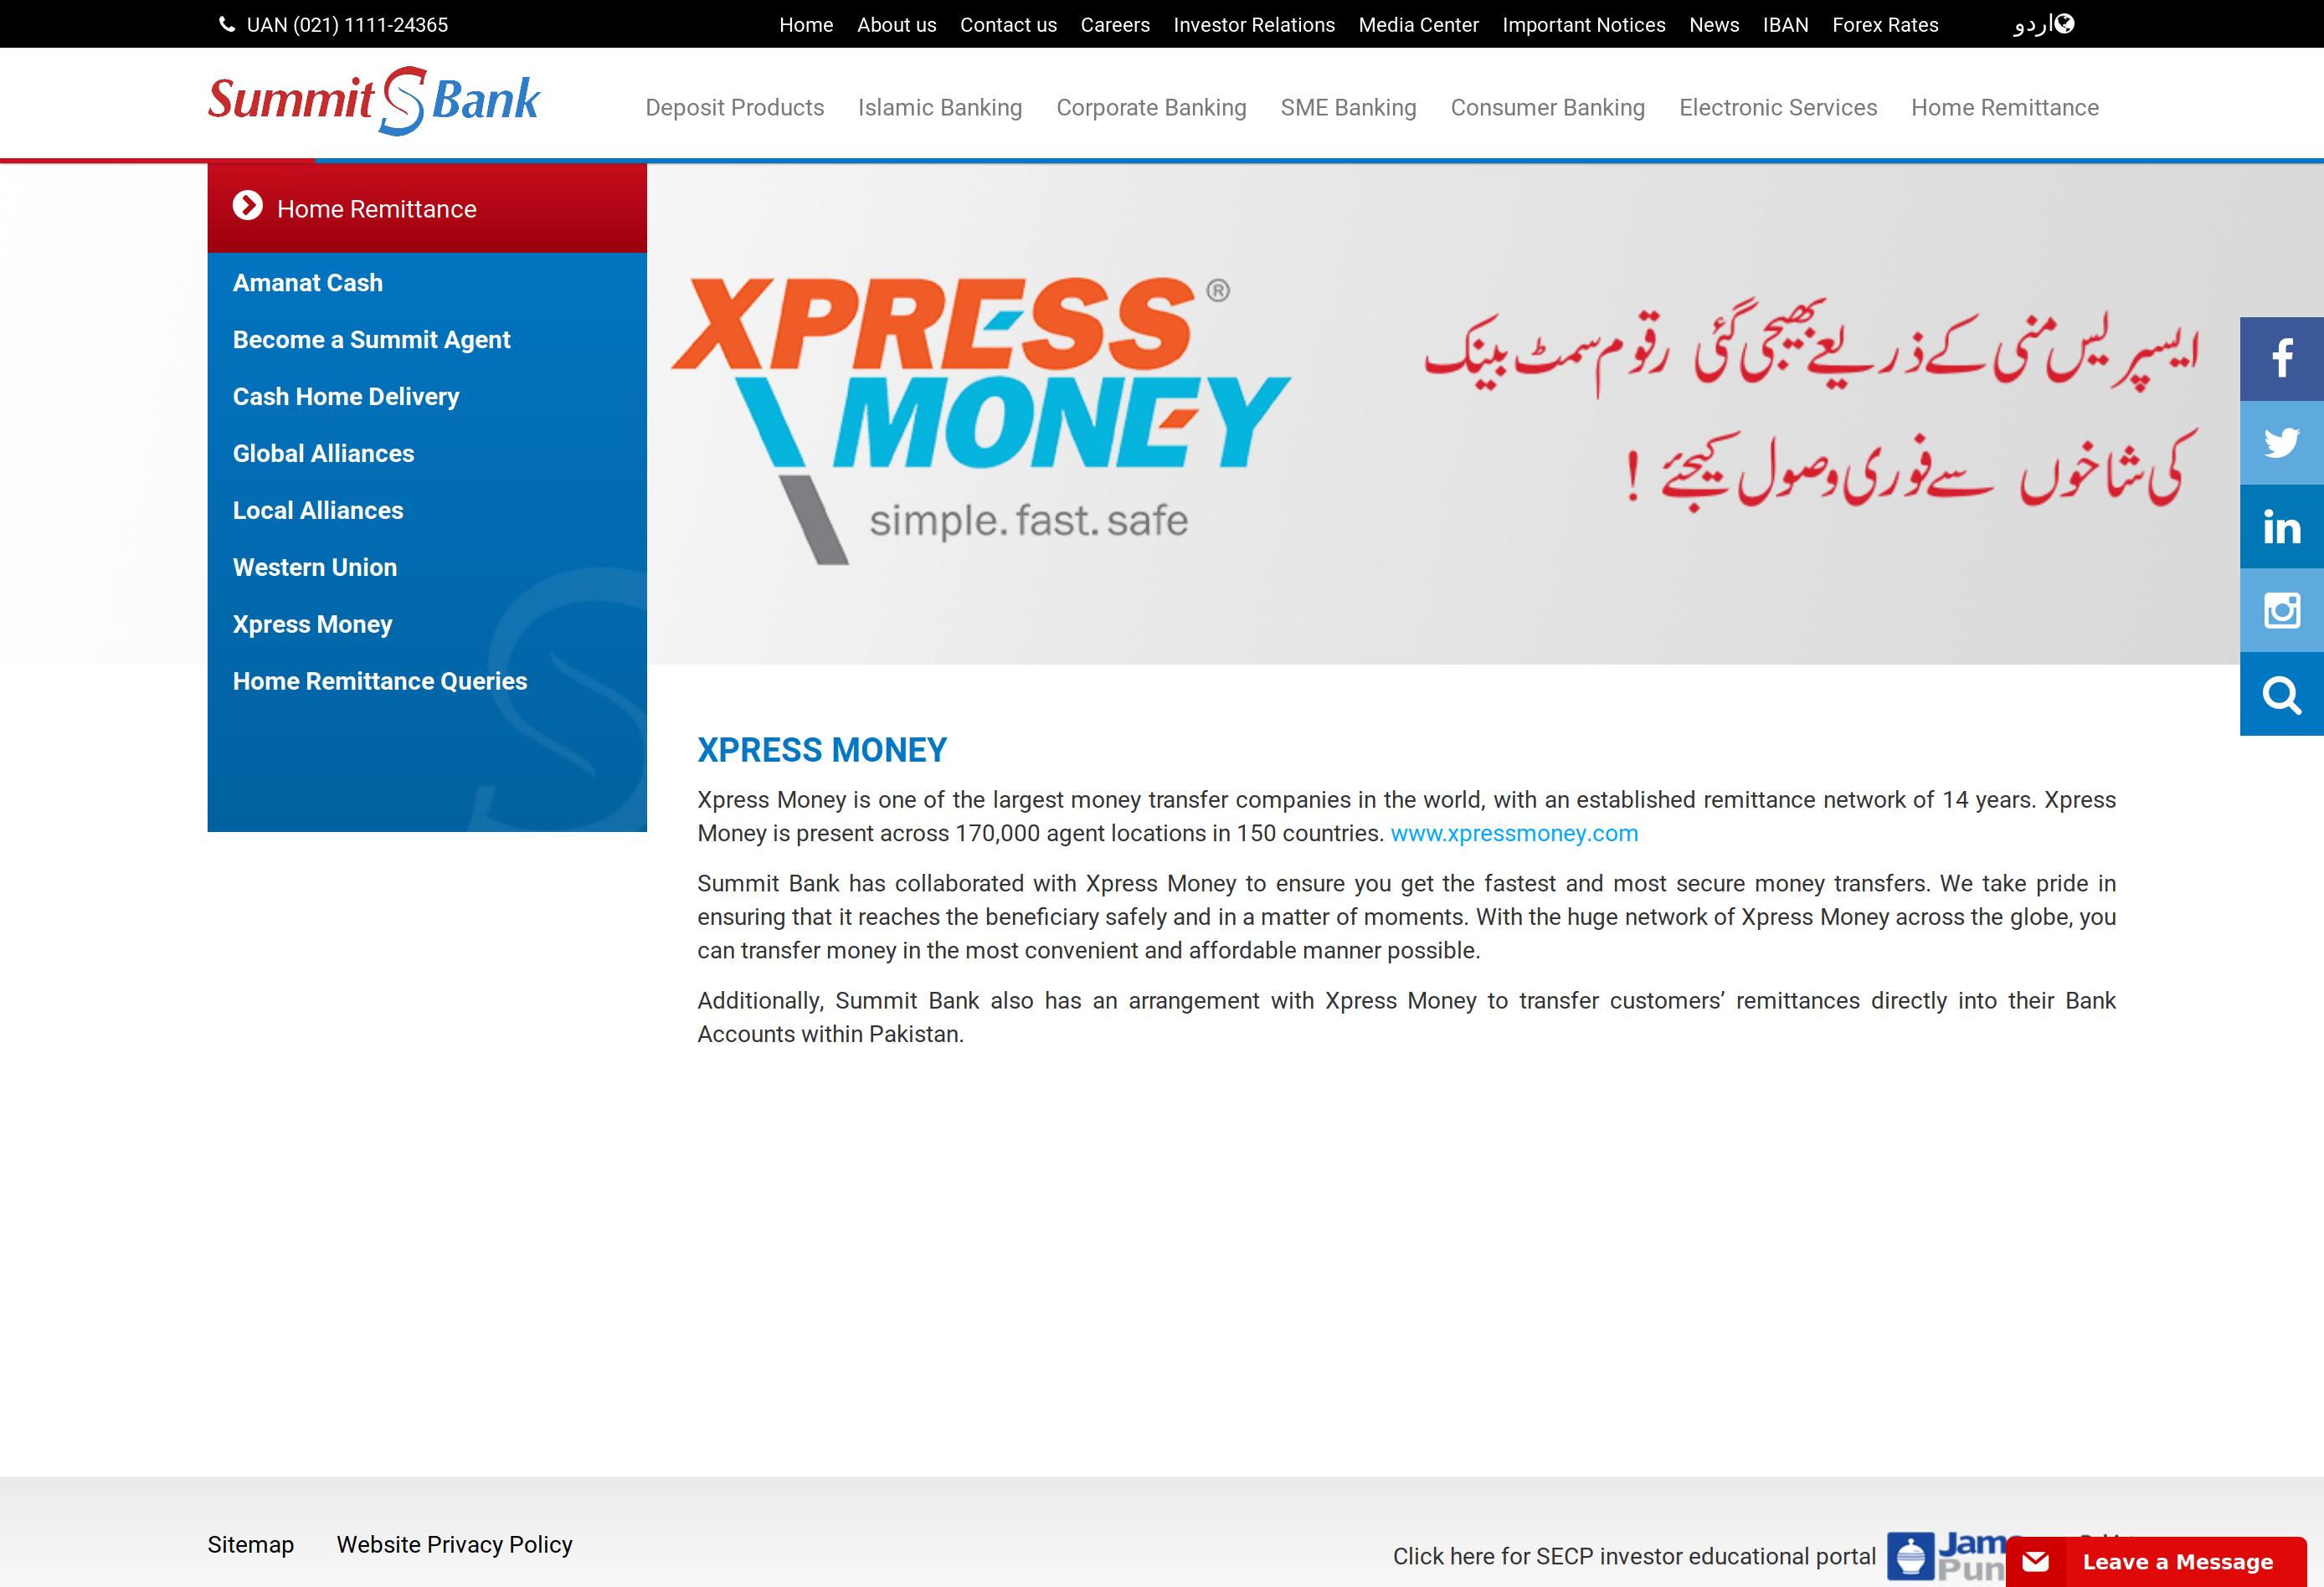 UAN (021) 1111-24365
Home About us Contact us Careers Investor Relations Media Center Important Notices News IBAN Forex Rates اردو
Summit S Bank
Deposit Products Islamic Banking Corporate Banking SME Banking Consumer Banking Electronic Services Home Remittance
Home Remittance
Amanat Cash
Become a Summit Agent
Cash Home Delivery
Global Alliances
Local Alliances
Western Union
Xpress Money
Home Remittance Queries
XPRESS ®
MONEY
simple. fast. safe
ایسپریس منی کے ذریعے بھیجی گئی رقوم سمٹ بینک
کی شاخوں سے فوری وصول کیجئے !
XPRESS MONEY
Xpress Money is one of the largest money transfer companies in the world, with an established remittance network of 14 years. Xpress
Money is present across 170,000 agent locations in 150 countries. www.xpressmoney.com
Summit Bank has collaborated with Xpress Money to ensure you get the fastest and most secure money transfers. We take pride in
ensuring that it reaches the beneficiary safely and in a matter of moments. With the huge network of Xpress Money across the globe, you
can transfer money in the most convenient and affordable manner possible.
Additionally, Summit Bank also has an arrangement with Xpress Money to transfer customers’ remittances directly into their Bank
Accounts within Pakistan.
Sitemap Website Privacy Policy
Click here for SECP investor educational portal
Leave a Message